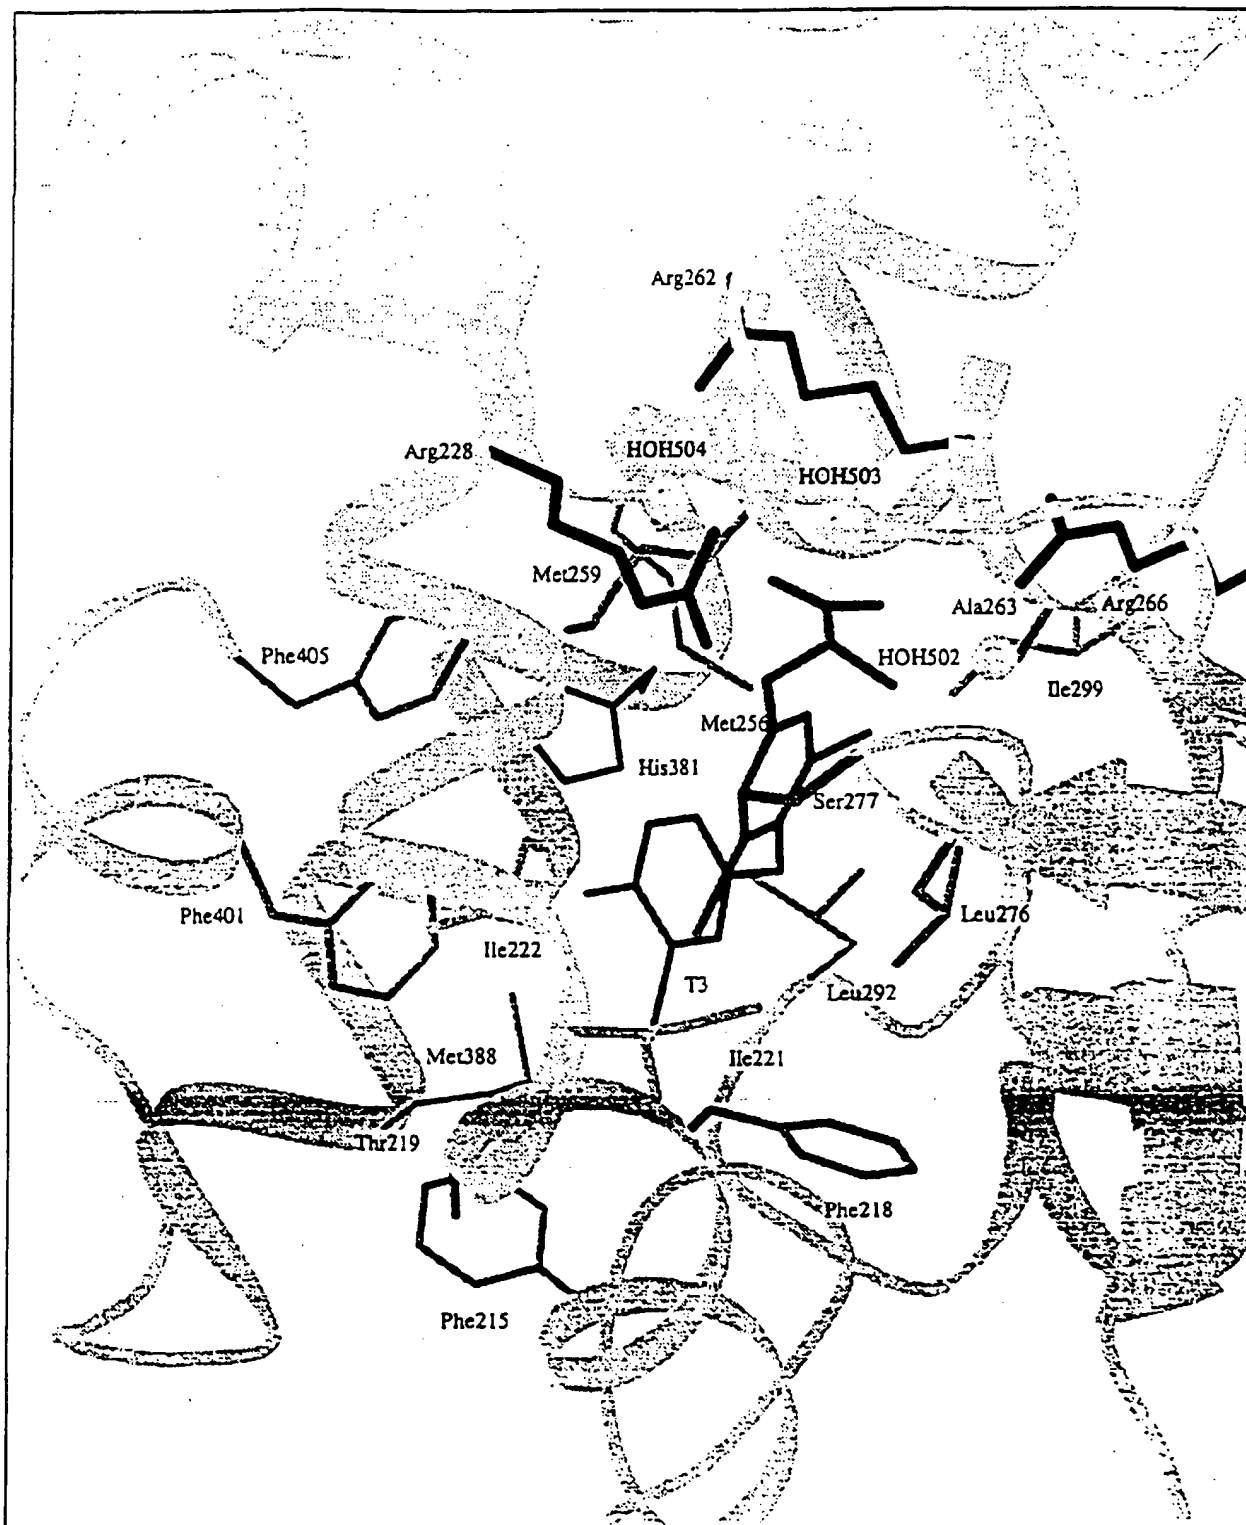 Arg262
Arg228
HOH504
HOH503
Met259
Ala263
Arg266
Phe405
HOH502
Ile299
Met256
His381
Ser277
Phe401
Ile222
Leu276
T3
Leu292
Met388
Ile221
Thr219
Phe218
Phe215